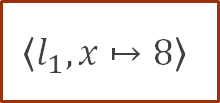 ⟨l₁, x ↦ 8⟩